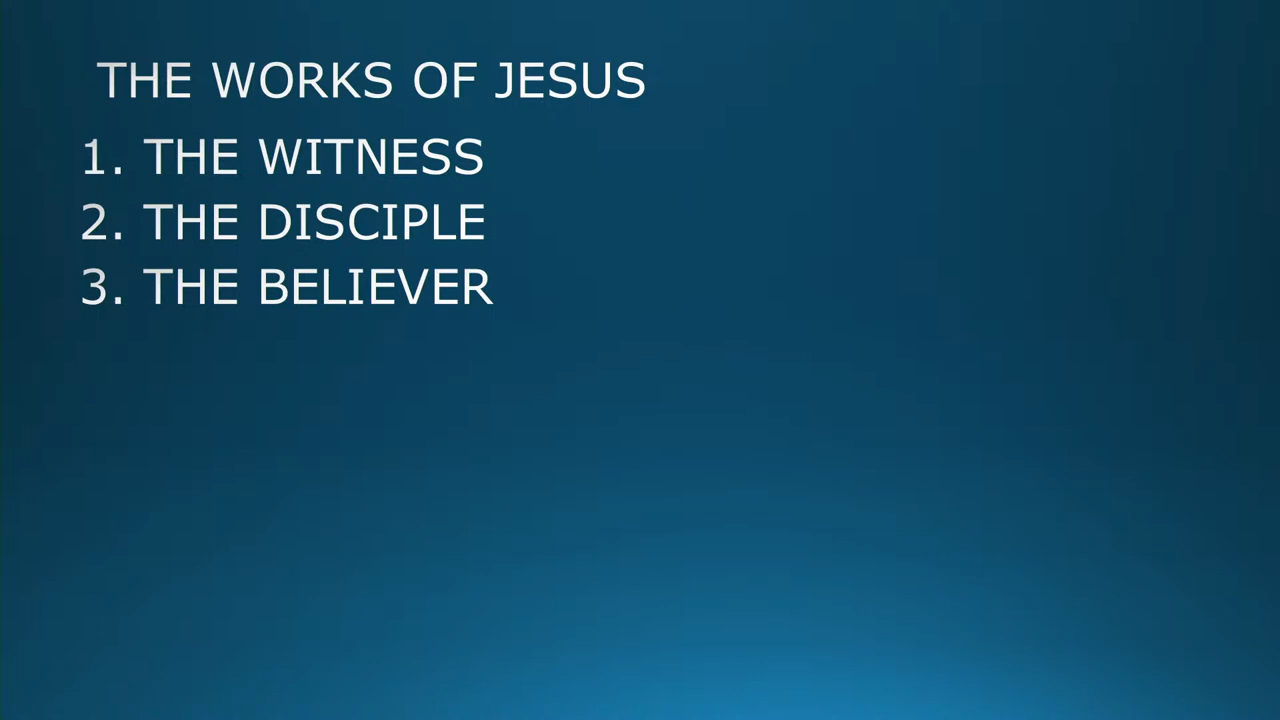 THE WORKS OF JESUS
1. THE WITNESS
2. THE DISCIPLE
3. THE BELIEVER